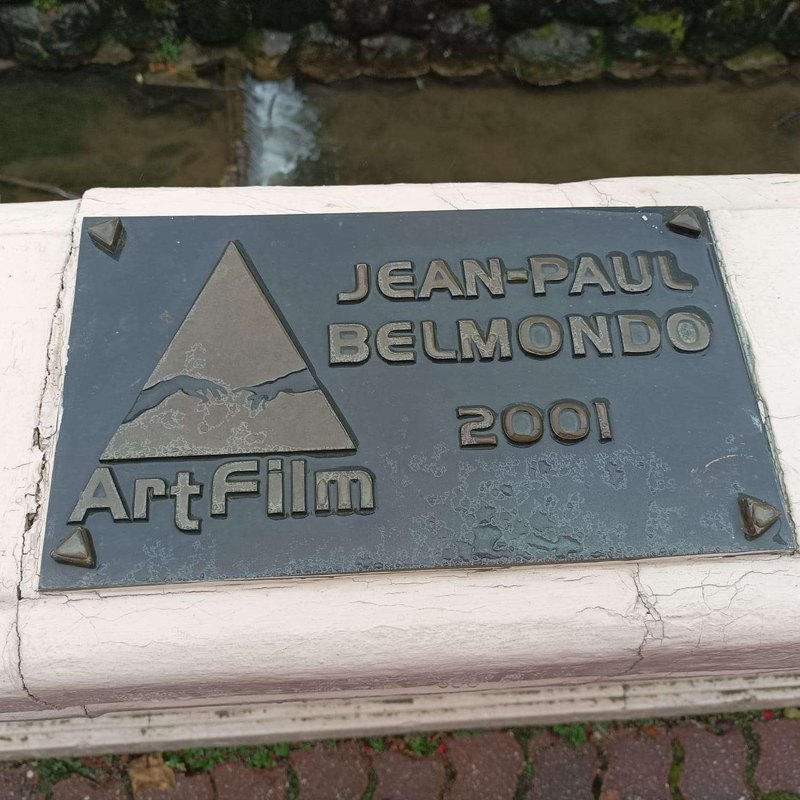 JEAN-PAUL
BELMONDO
2001
ArtFilm